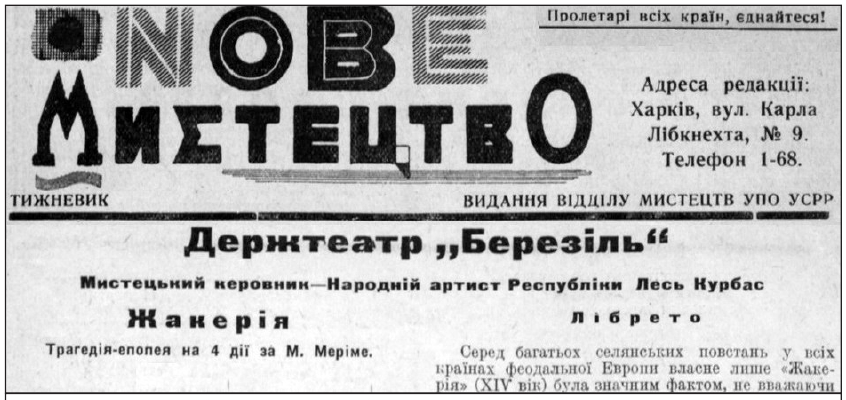 NОВЕ
Мистецтво
Пролетарі всіх країн, єднайтеся!
Адреса редакції:
Харків, вул. Карла
Лібкнехта, № 9.
Телефон 1-68.
ТИЖНЕВИК
ВИДАННЯ ВІДДІЛУ МИСТЕЦТВ УПО УСРР
Держтеатр „Березіль“
Мистецький керовник—Народній артист Республіки Лесь Курбас
Жакерія
Трагедія-епопея на 4 дії за М. Меріме.
Лібрето
Серед багатьох селянських повстань у всіх
країнах феодальної Европи власне лише «Жаке-
рія» (XIV вік) була значним фактом, не вважаючи